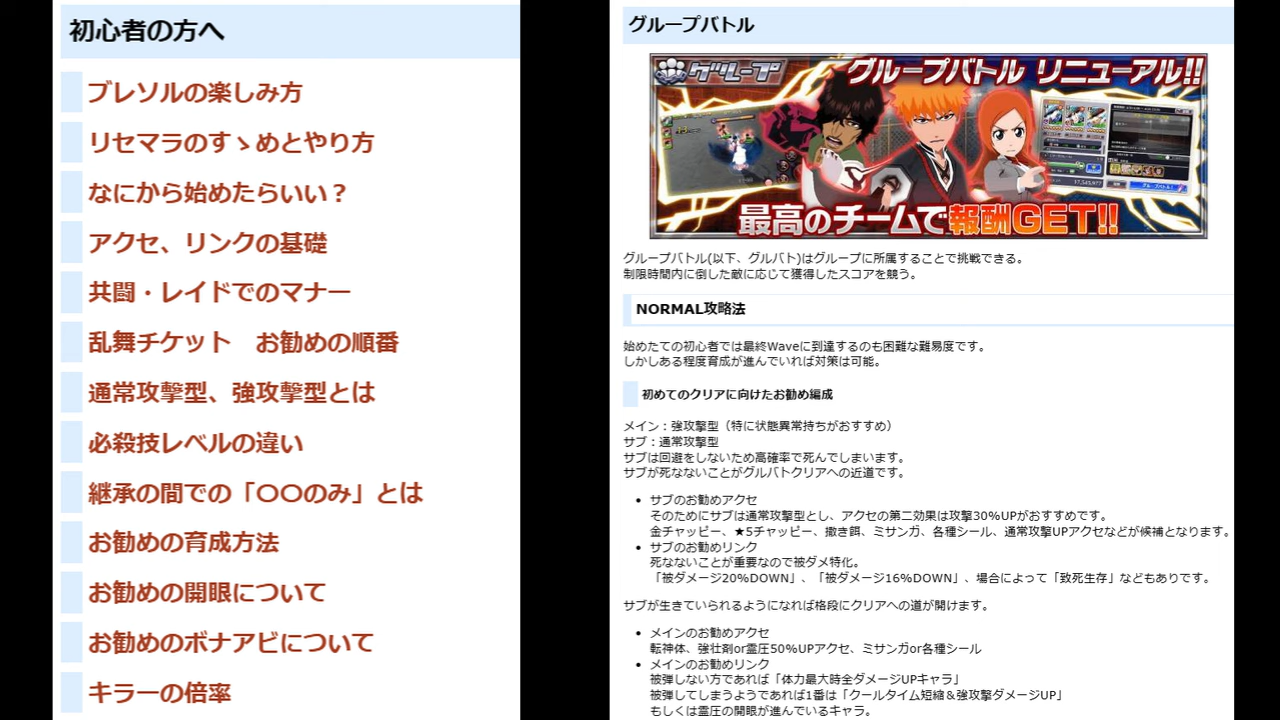 初心者の方へ
ブレソルの楽しみ方
リセマラのすゝめとやり方
なにから始めたらいい？
アクセ、リンクの基礎
共闘・レイドでのマナー
乱舞チケット　お勧めの順番
通常攻撃型、強攻撃型とは
必殺技レベルの違い
継承の間での「〇〇のみ」とは
お勧めの育成方法
お勧めの開眼について
お勧めのボナアビについて
キラーの倍率
グループバトル
グループ
グループバトル リニューアル!!
最高のチームで報酬GET!!
グループバトル(以下、グルバト)はグループに所属することで挑戦できる。
制限時間内に倒した敵に応じて獲得したスコアを競う。
NORMAL攻略法
始めたての初心者では最終Waveに到達するのも困難な難易度です。
しかしある程度育成が進んでいれば対策は可能。
初めてのクリアに向けたお勧め編成
メイン：強攻撃型（特に状態異常持ちがおすすめ）
サブ：通常攻撃型
サブは回避をしないため高確率で死んでしまいます。
サブが死なないことがグルバトクリアへの近道です。
• サブのお勧めアクセ
そのためにサブは通常攻撃型とし、アクセの第二効果は攻撃30%UPがおすすめです。
金チャッピー、★5チャッピー、撒き餌、ミサンガ、各種シール、通常攻撃UPアクセなどが候補となります。
• サブのお勧めリンク
死なないことが重要なので被ダメ特化。
「被ダメージ20%DOWN」、「被ダメージ16%DOWN」、場合によって「致死生存」などもありです。
サブが生きていられるようになれば格段にクリアへの道が開けます。
• メインのお勧めアクセ
転神体、強壮剤or霊圧50%UPアクセ、ミサンガor各種シール
• メインのお勧めリンク
被弾しない方であれば「体力最大時全ダメージUPキャラ」
被弾してしまうようであれば1番は「クールタイム短縮＆強攻撃ダメージUP」
もしくは霊圧の開眼が進んでいるキャラ。